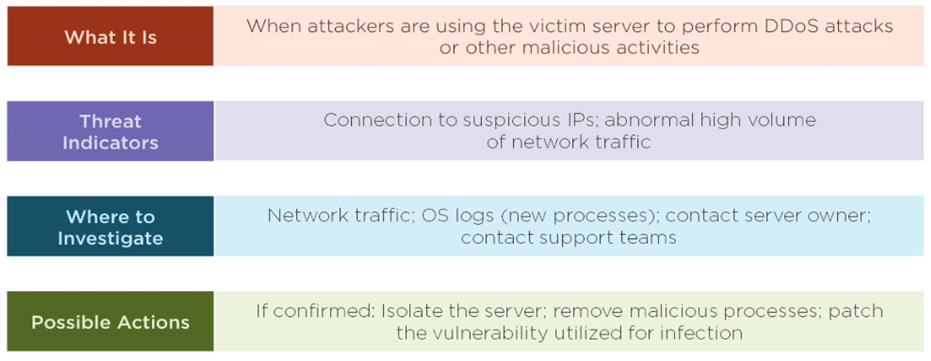 What It Is
When attackers are using the victim server to perform DDoS attacks
or other malicious activities
Threat
Indicators
Connection to suspicious IPs; abnormal high volume
of network traffic
Where to
Investigate
Network traffic; OS logs (new processes); contact server owner;
contact support teams
Possible Actions
If confirmed: Isolate the server; remove malicious processes; patch
the vulnerability utilized for infection